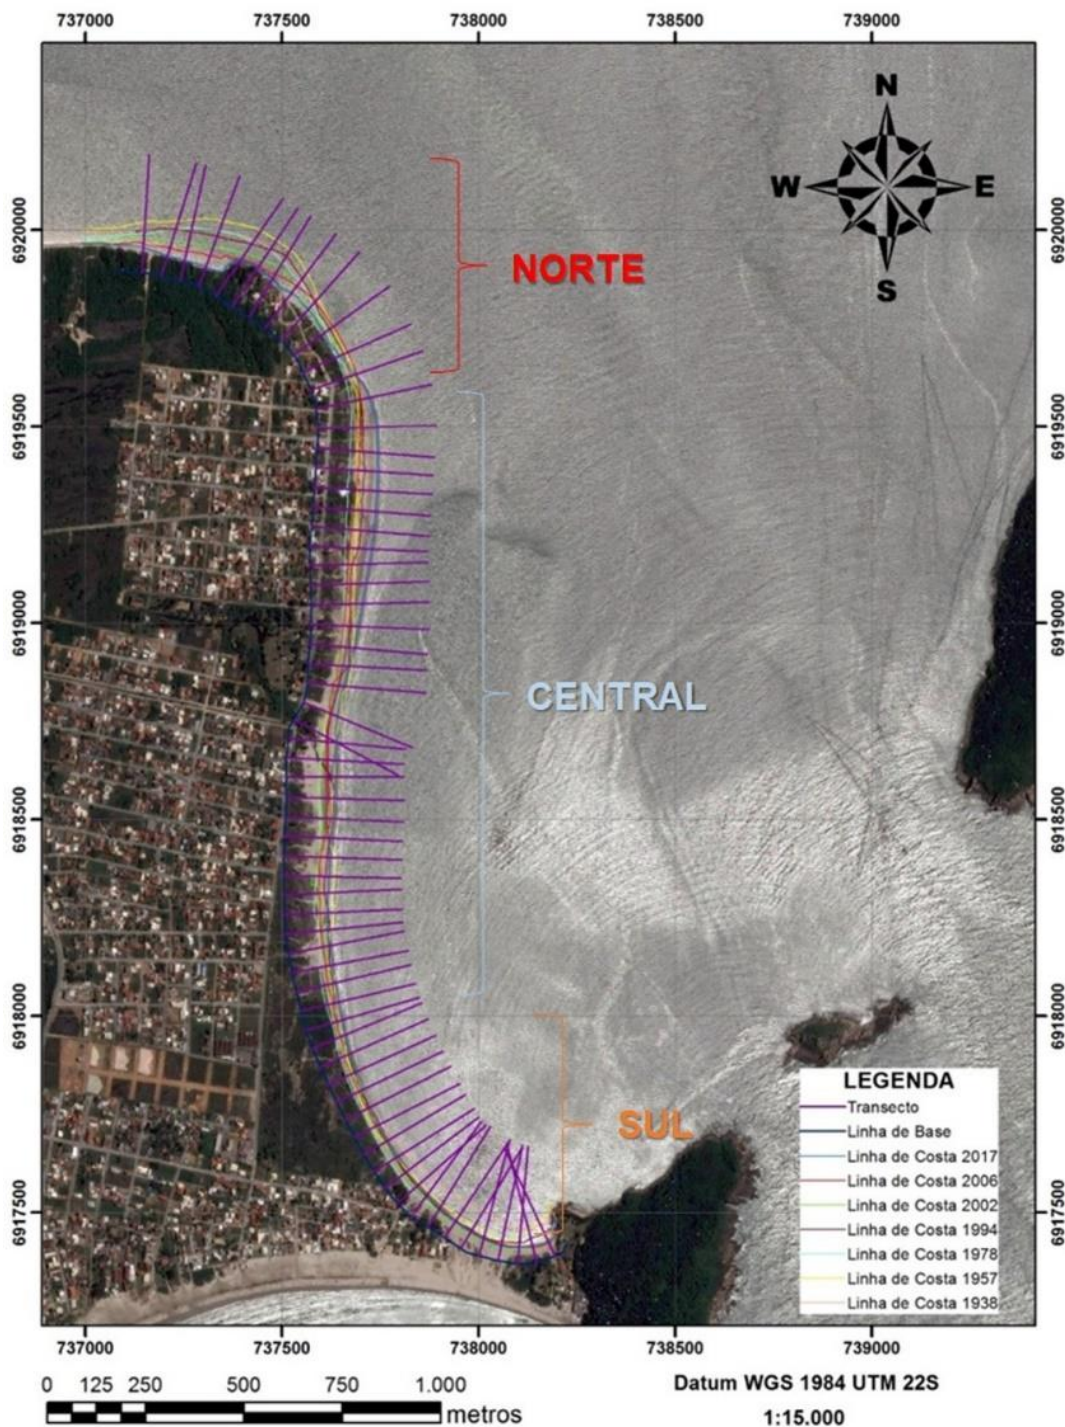 737000 737500 738000 738500 739000
N
W E
S
6920000 6920000
NORTE
6919500 6919500
6919000 6919000
CENTRAL
6918500 6918500
6918000 6918000
LEGENDA
Transecto
SUL
Linha de Base
Linha de Costa 2017
Linha de Costa 2006
Linha de Costa 2002
6917500 6917500
Linha de Costa 1994
Linha de Costa 1978
Linha de Costa 1957
Linha de Costa 1938
737000 737500 738000 738500 739000
0 125 250 500 750 1.000
metros
Datum WGS 1984 UTM 22S
1:15.000